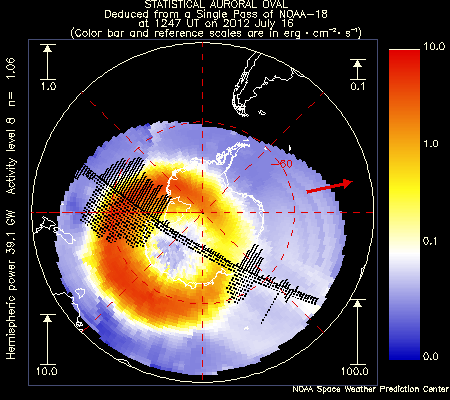 STATISTICAL AURORAL OVAL
Deduced from a Single Pass of NOAA-18
at 1247 UT on 2012 July 16
(Color bar and reference scales are in erg·cm⁻²·s⁻¹)
Hemispheric power 39.1 GW Activity level 8 n= 1.06
1.0
0.1
10.0
1.0
0.1
0.0
-60
10.0
100.0
NOAA Space Weather Prediction Center